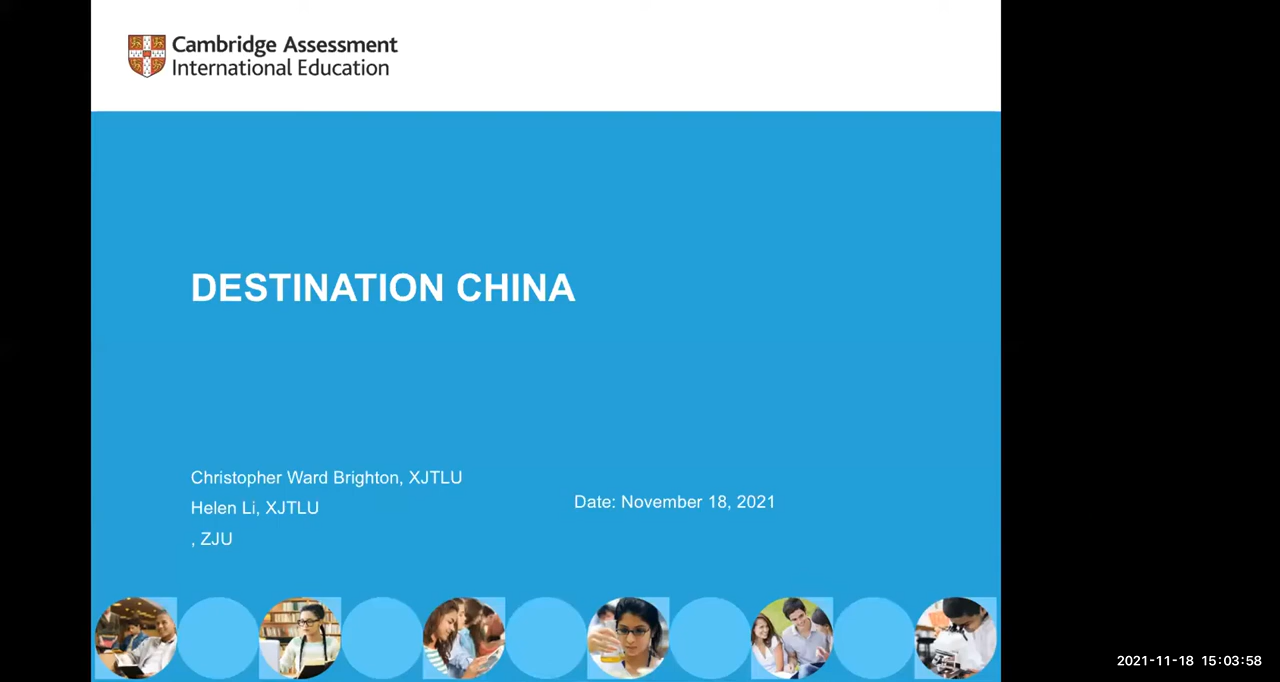 Cambridge Assessment
International Education
DESTINATION CHINA
Christopher Ward Brighton, XJTLU
Helen Li, XJTLU
, ZJU
Date: November 18, 2021
2021-11-18 15:03:58